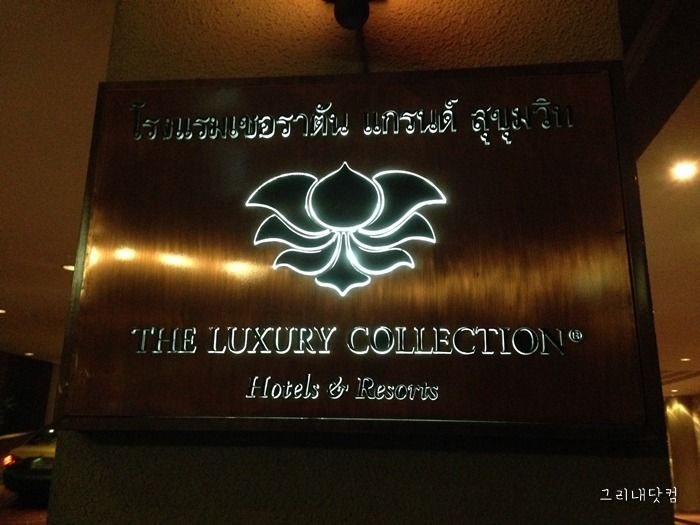 โรงแรมเชอราตัน แกรนด์ สุขุมวิท
THE LUXURY COLLECTION®
Hotels & Resorts
그리내닷컴